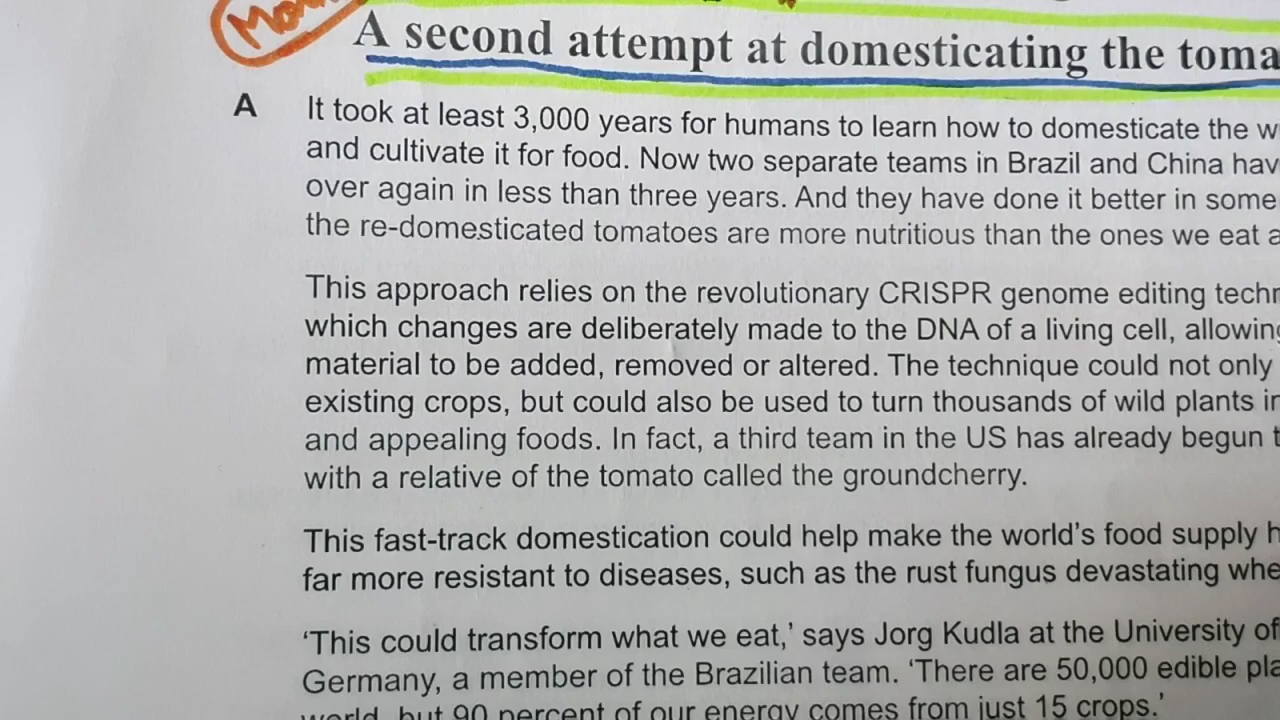 A second attempt at domesticating the toma
A It took at least 3,000 years for humans to learn how to domesticate the w
and cultivate it for food. Now two separate teams in Brazil and China hav
over again in less than three years. And they have done it better in some
the re-domesticated tomatoes are more nutritious than the ones we eat a
This approach relies on the revolutionary CRISPR genome editing techn
which changes are deliberately made to the DNA of a living cell, allowing
material to be added, removed or altered. The technique could not only
existing crops, but could also be used to turn thousands of wild plants in
and appealing foods. In fact, a third team in the US has already begun t
with a relative of the tomato called the groundcherry.
This fast-track domestication could help make the world's food supply h
far more resistant to diseases, such as the rust fungus devastating whe
‘This could transform what we eat,’ says Jorg Kudla at the University of
Germany, a member of the Brazilian team. ‘There are 50,000 edible pla
world, but 90 percent of our energy comes from just 15 crops.’